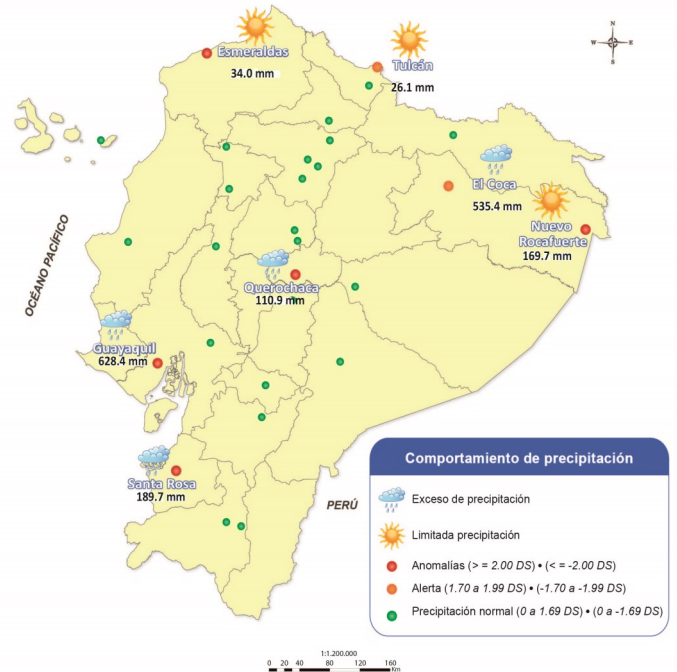 N
W E
S
Esmeraldas
34.0 mm
Tulcán
26.1 mm
El Coca
535.4 mm
Nuevo
Rocafuerte
169.7 mm
OCÉANO PACÍFICO
Querochaca
110.9 mm
Guayaquil
628.4 mm
Santa Rosa
189.7 mm
PERÚ
Comportamiento de precipitación
Exceso de precipitación
Limitada precipitación
Anomalías (> = 2.00 DS) • (< = -2.00 DS)
Alerta (1.70 a 1.99 DS) • (-1.70 a -1.99 DS)
Precipitación normal (0 a 1.69 DS) • (0 a -1.69 DS)
1:1.200.000
0 20 40 80 120 160
Km